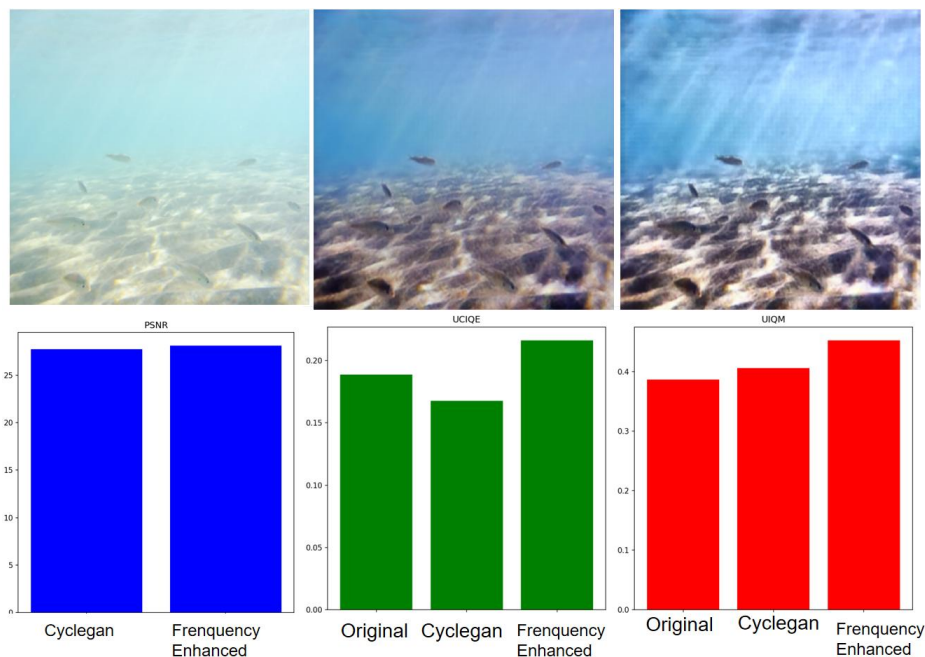 PSNR
25
20
15
10
5
0
Cyclegan
Frenquency
Enhanced
UCIQE
0.20
0.15
0.10
0.05
0.00
Original
Cyclegan
Frenquency
Enhanced
UIQM
0.4
0.3
0.2
0.1
0.0
Original
Cyclegan
Frenquency
Enhanced